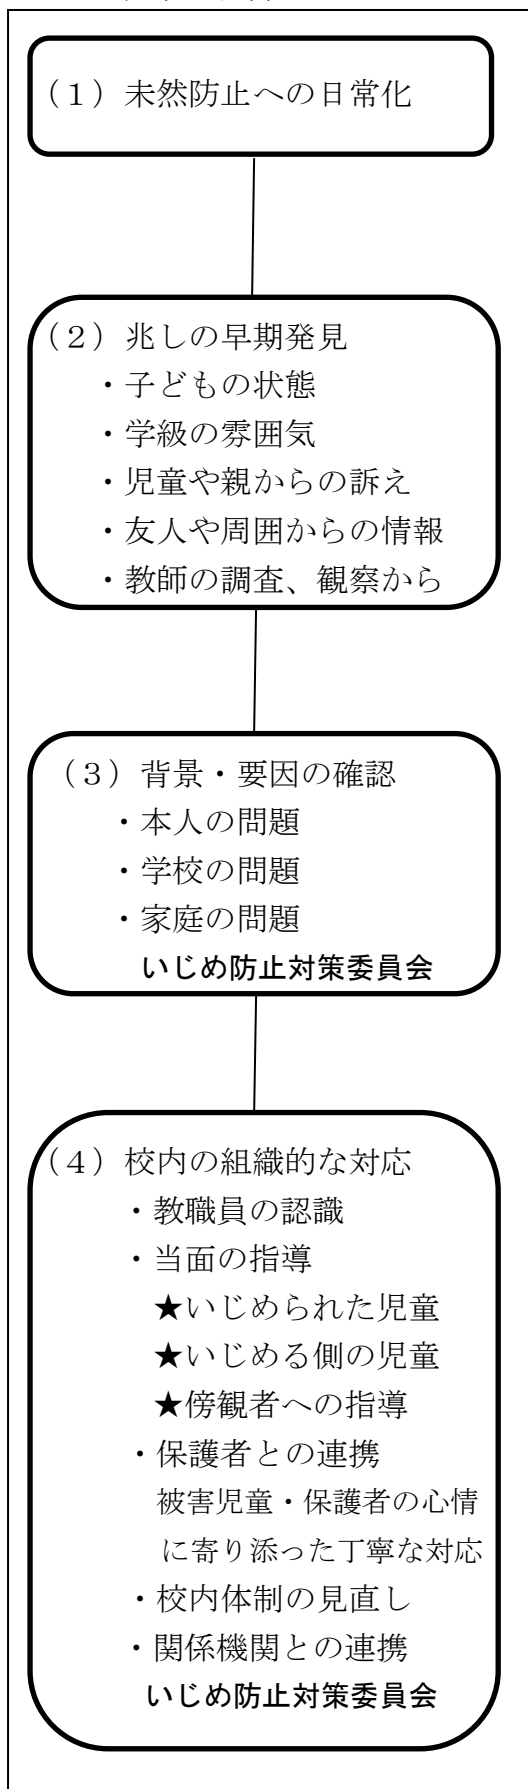 （１）未然防止への日常化
（２）兆しの早期発見
・子どもの状態
・学級の雰囲気
・児童や親からの訴え
・友人や周囲からの情報
・教師の調査、観察から
（３）背景・要因の確認
・本人の問題
・学校の問題
・家庭の問題
いじめ防止対策委員会
（４）校内の組織的な対応
・教職員の認識
・当面の指導
★いじめられた児童
★いじめる側の児童
★傍観者への指導
・保護者との連携
被害児童・保護者の心情
に寄り添った丁寧な対応
・校内体制の見直し
・関係機関との連携
いじめ防止対策委員会